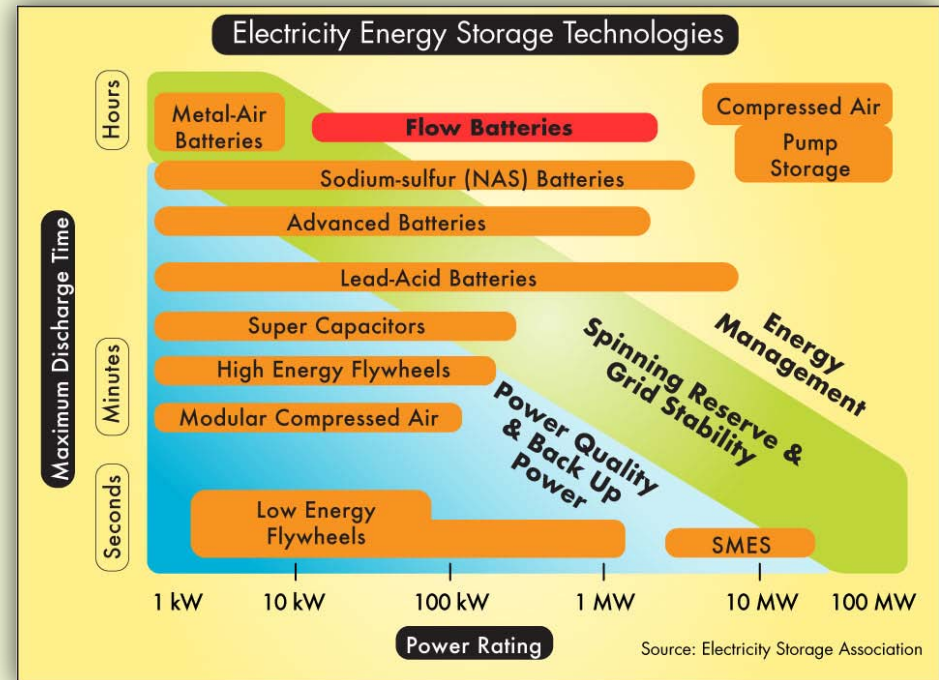 Electricity Energy Storage Technologies
Hours
Metal-Air
Batteries
Flow Batteries
Compressed Air
Pump
Storage
Sodium-sulfur (NAS) Batteries
Advanced Batteries
Maximum Discharge Time
Lead-Acid Batteries
Energy
Management
Super Capacitors
Spinning Reserve &
Grid Stability
Minutes
High Energy Flywheels
Power Quality
& Back Up
Power
Modular Compressed Air
Seconds
Low Energy
Flywheels
SMES
1 kW
10 kW
100 kW
1 MW
10 MW
100 MW
Power Rating
Source: Electricity Storage Association